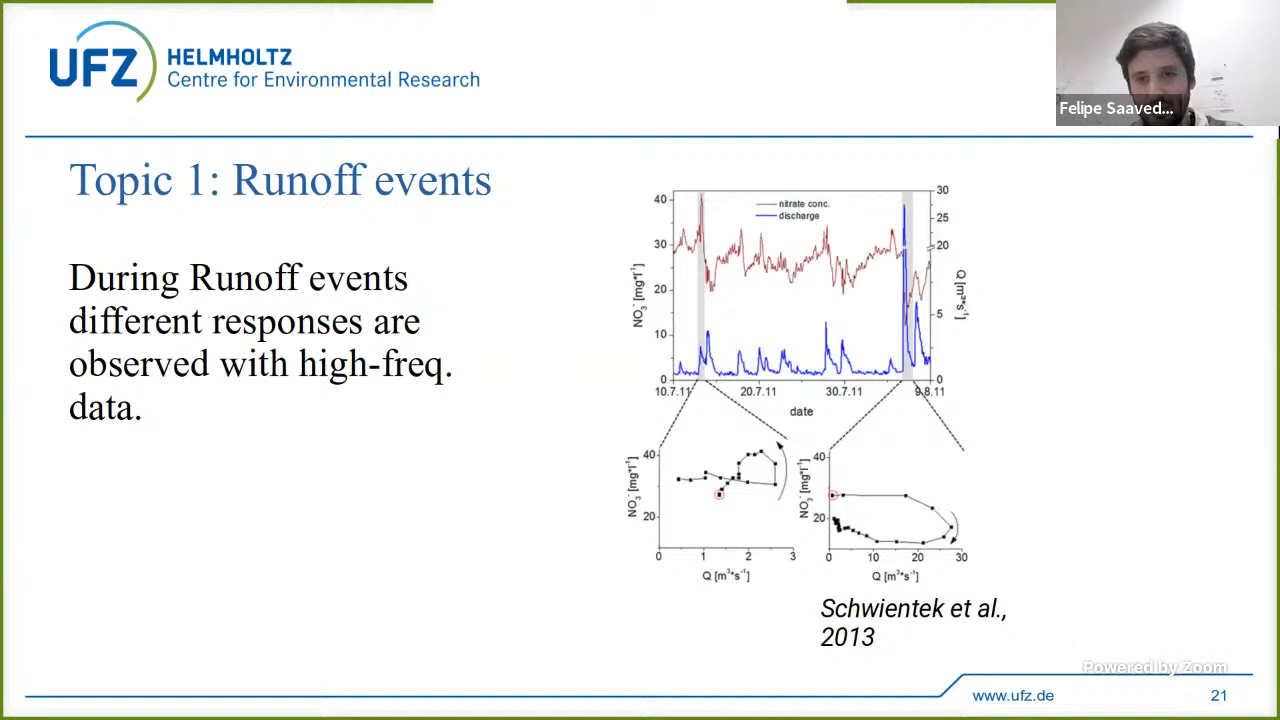 UFZ HELMHOLTZ
Centre for Environmental Research
Felipe Saaved...
Topic 1: Runoff events
During Runoff events
different responses are
observed with high-freq.
data.
nitrate conc.
discharge
40
30
20
10
0
NO3- [mg*l-1]
30
25
20
5
0
Q [m3*s-1]
10.7.11 20.7.11 30.7.11 9.8.11
date
40
20
NO3- [mg*l-1]
0 1 2 3
Q [m3*s-1]
40
20
NO3- [mg*l-1]
0 10 20 30
Q [m3*s-1]
Schwientek et al.,
2013
Powered by Zoom
www.ufz.de 21